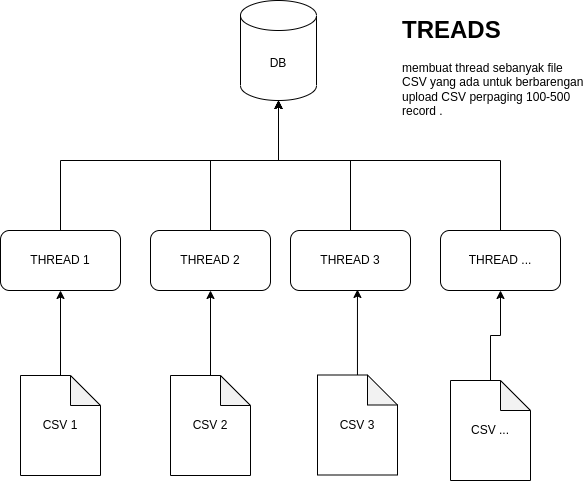 TREADS
membuat thread sebanyak file
CSV yang ada untuk berbarengan
upload CSV perpaging 100-500
record .
DB
THREAD 1
THREAD 2
THREAD 3
THREAD ...
CSV 1
CSV 2
CSV 3
CSV ...